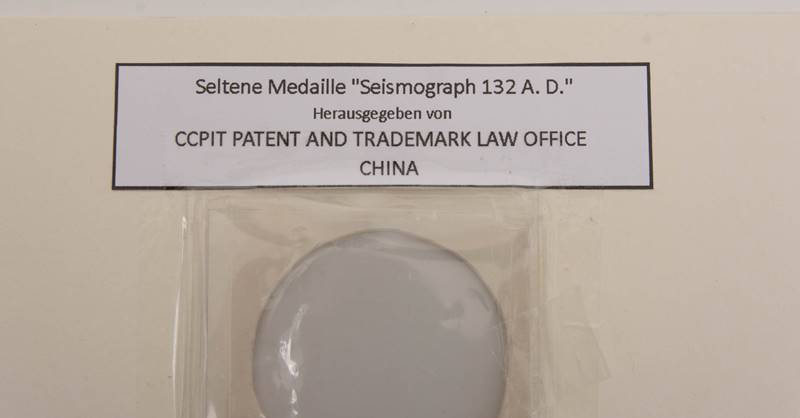 Seltene Medaille "Seismograph 132 A. D."
Herausgegeben von
CCPIT PATENT AND TRADEMARK LAW OFFICE
CHINA